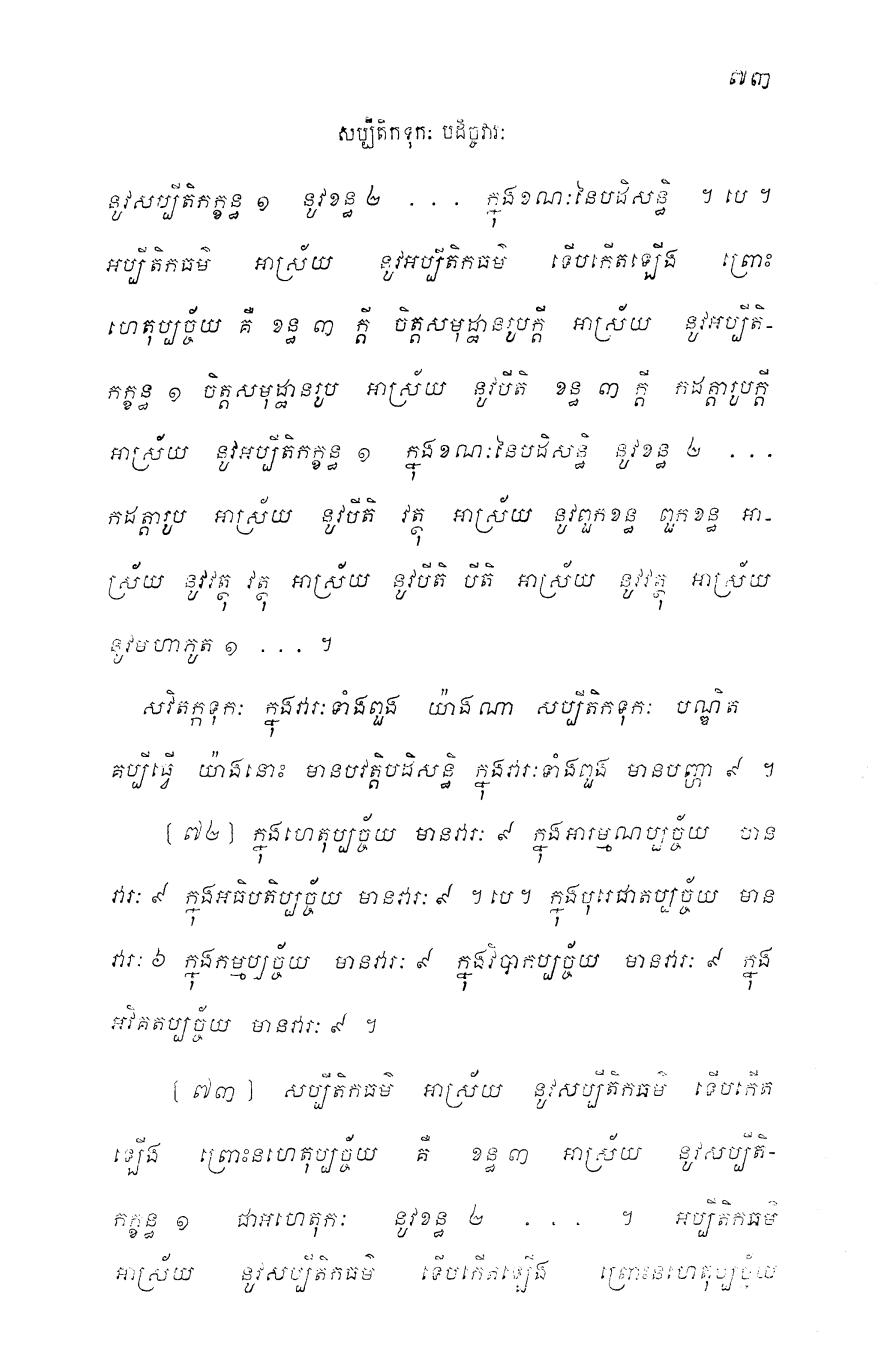 ៧៣
សប្បីតិកទុកៈ បដិច្ចវារៈ
នូវសប្បីតិកក្ខន្ធ ១ នូវខន្ធ ២ . . . ក្នុងខណៈនៃបដិសន្ធិ ។ បេ ។
អប្បីតិកធម៌ អាស្រ័យ នូវអប្បីតិកធម៌ ទើបកើតឡើង ព្រោះ
ហេតុប្បច្ច័យ គឺ ខន្ធ ៣ ក្តី ចិត្តសមុដ្ឋានរូបក្តី អាស្រ័យ នូវអប្បីតិ-
កក្ខន្ធ ១ ចិត្តសមុដ្ឋានរូប អាស្រ័យ នូវបីតិ ខន្ធ ៣ ក្តី កដត្តារូបក្តី
អាស្រ័យ នូវអប្បីតិកក្ខន្ធ ១ ក្នុងខណៈនៃបដិសន្ធិ នូវខន្ធ ២ . . .
កដត្តារូប អាស្រ័យ នូវបីតិ វត្ថុ អាស្រ័យ នូវពួកខន្ធ ពួកខន្ធ អា-
ស្រ័យ នូវវត្ថុ វត្ថុ អាស្រ័យ នូវបីតិ បីតិ អាស្រ័យ នូវវត្ថុ អាស្រ័យ
នូវមហាភូត ១ . . . ។
សវិតក្កទុកៈ ក្នុងវារៈទាំងពួង យ៉ាងណា សប្បីតិកទុកៈ បណ្ឌិត
គប្បីធ្វើ យ៉ាងនោះ មានបវត្តិបដិសន្ធិ ក្នុងវារៈទាំងពួង មានបញ្ហា ៩ ។
[ ៧២ ] ក្នុងហេតុប្បច្ច័យ មានវារៈ ៩ ក្នុងអារម្មណប្បច្ច័យ មាន
វារៈ ៩ ក្នុងអធិបតិប្បច្ច័យ មានវារៈ ៩ ។ បេ ។ ក្នុងបុរេជាតប្បច្ច័យ មាន
វារៈ ៦ ក្នុងកម្មប្បច្ច័យ មានវារៈ ៩ ក្នុងវិបាកប្បច្ច័យ មានវារៈ ៩ ក្នុង
អវិគតប្បច្ច័យ មានវារៈ ៩ ។
[ ៧៣ ] សប្បីតិកធម៌ អាស្រ័យ នូវសប្បីតិកធម៌ ទើបកើត
ឡើង ព្រោះនហេតុប្បច្ច័យ គឺ ខន្ធ ៣ អាស្រ័យ នូវសប្បីតិ-
កក្ខន្ធ ១ ជាអហេតុកៈ នូវខន្ធ ២ . . . ។ អប្បីតិកធម៌
អាស្រ័យ នូវសប្បីតិកធម៌ ទើបកើតឡើង ព្រោះនហេតុប្បច្ច័យ